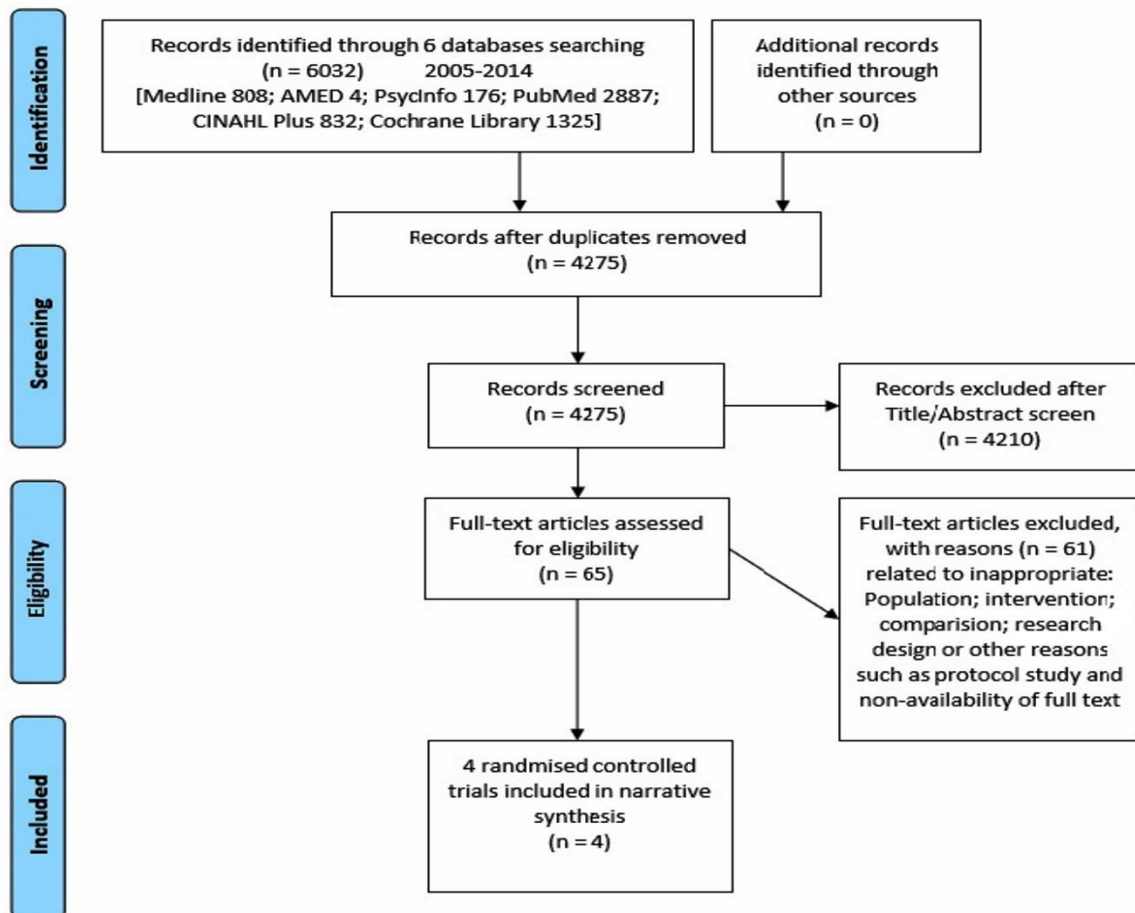 Identification
Records identified through 6 databases searching
(n = 6032) 2005-2014
[Medline 808; AMED 4; PsycInfo 176; PubMed 2887;
CINAHL Plus 832; Cochrane Library 1325]
Additional records
identified through
other sources
(n = 0)
Records after duplicates removed
(n = 4275)
Screening
Records screened
(n = 4275)
Records excluded after
Title/Abstract screen
(n = 4210)
Eligibility
Full-text articles assessed
for eligibility
(n = 65)
Full-text articles excluded,
with reasons (n = 61)
related to inappropriate:
Population; intervention;
comparision; research
design or other reasons
such as protocol study and
non-availability of full text
Included
4 randmised controlled
trials included in narrative
synthesis
(n = 4)